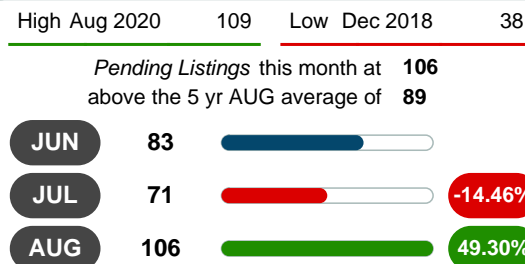 High Aug 2020 109 Low Dec 2018 38
Pending Listings this month at 106
above the 5 yr AUG average of 89
JUN 83
JUL 71 -14.46%
AUG 106 49.30%